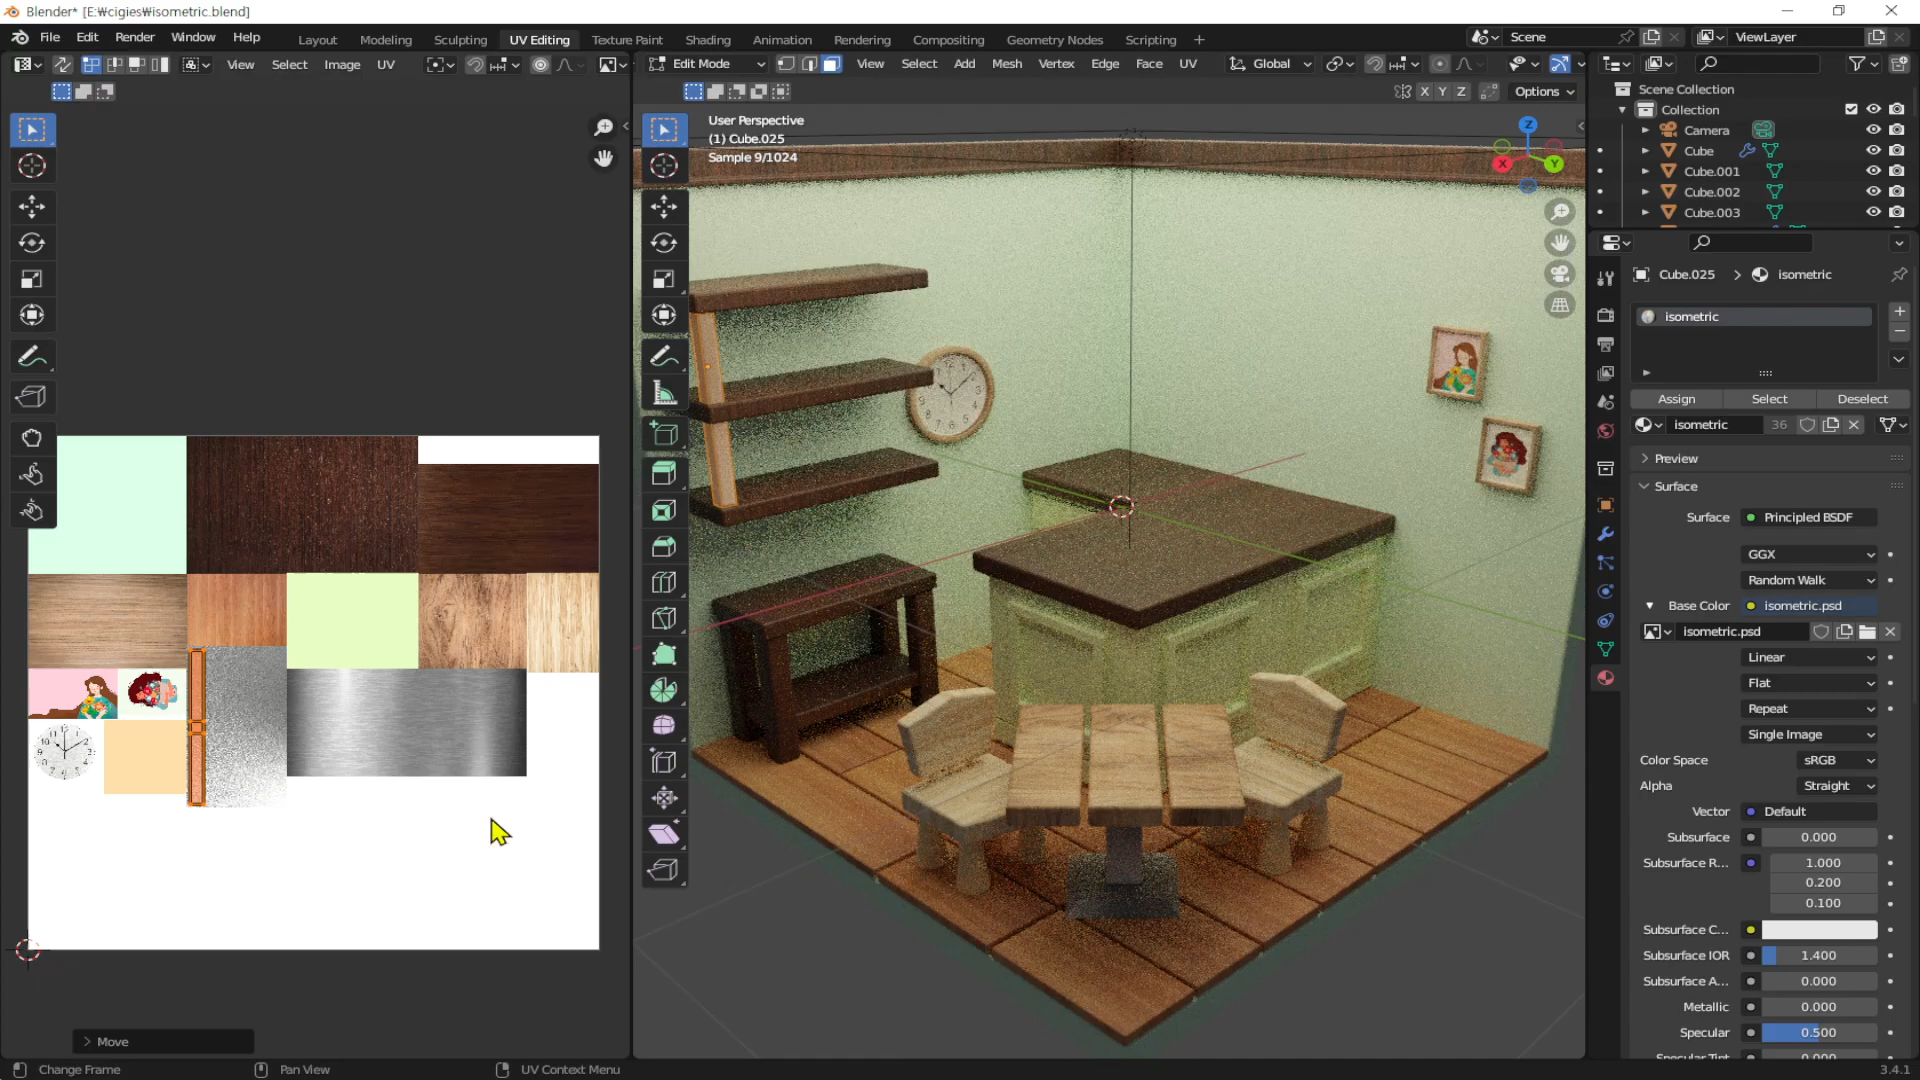 Blender* [E:₩cigies₩isometric.blend]
File Edit Render Window Help
Layout Modeling Sculpting UV Editing Texture Paint Shading Animation Rendering Compositing Geometry Nodes Scripting +
Scene
ViewLayer
View Select Image UV
Edit Mode View Select Add Mesh Vertex Edge Face UV Global
X Y Z Options
User Perspective
(1) Cube.025
Sample 9/1024
Z
X
Y
Scene Collection
Collection
Camera
Cube
Cube.001
Cube.002
Cube.003
Cube.025 > isometric
isometric
Assign Select Deselect
isometric 36
Preview
Surface
Surface Principled BSDF
GGX
Random Walk
Base Color isometric.psd
isometric.psd
Linear
Flat
Repeat
Single Image
Color Space sRGB
Alpha Straight
Vector Default
Subsurface 0.000
Subsurface R... 1.000
0.200
0.100
Subsurface C...
Subsurface IOR 1.400
Subsurface A... 0.000
Metallic 0.000
Specular 0.500
Specular Tint 0.000
Move
Change Frame Pan View UV Context Menu
3.4.1